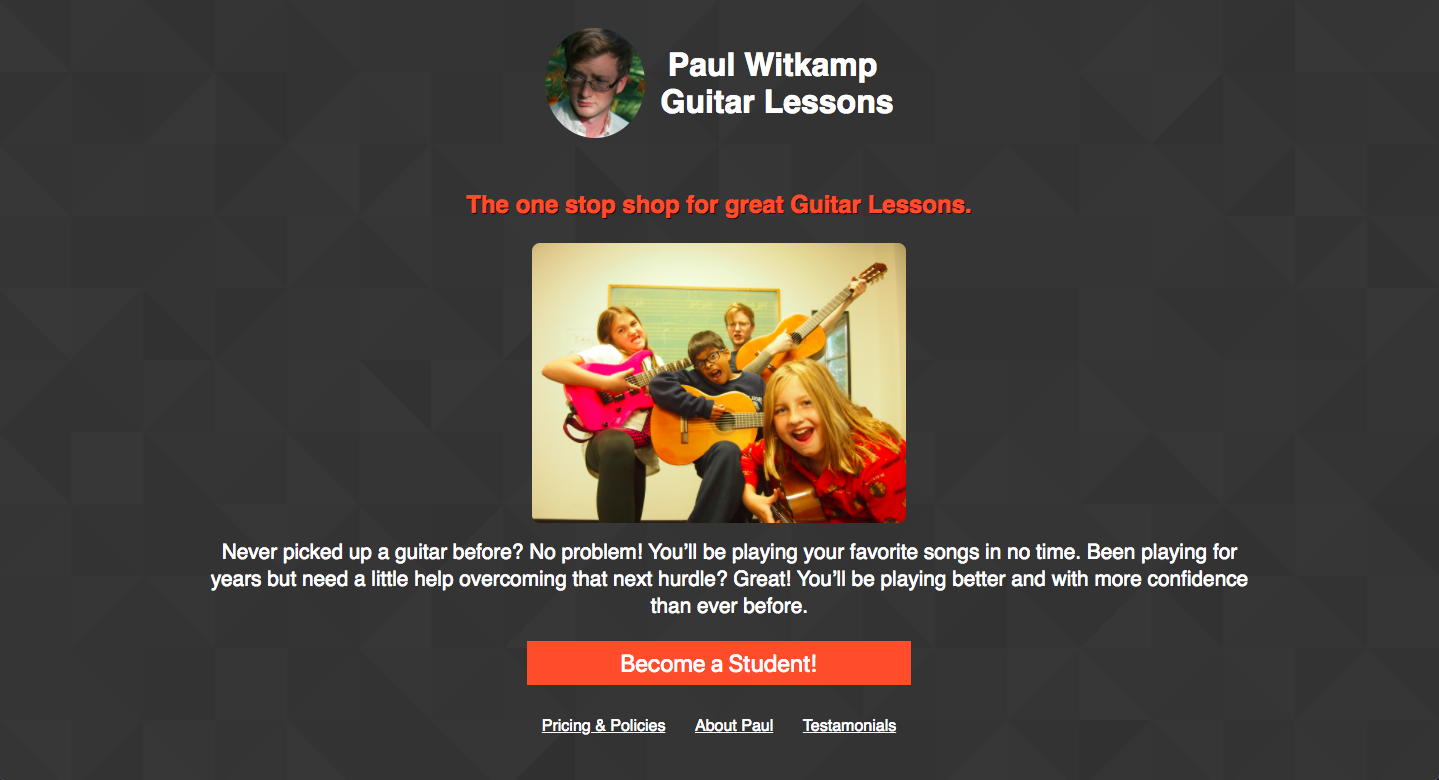 Paul Witkamp
Guitar Lessons
The one stop shop for great Guitar Lessons.
Never picked up a guitar before? No problem! You’ll be playing your favorite songs in no time. Been playing for
years but need a little help overcoming that next hurdle? Great! You’ll be playing better and with more confidence
than ever before.
Become a Student!
Pricing & Policies About Paul Testamonials